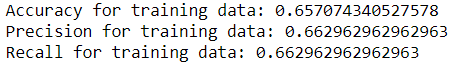 Accuracy for training data: 0.657074340527578
Precision for training data: 0.662962962962963
Recall for training data: 0.662962962962963